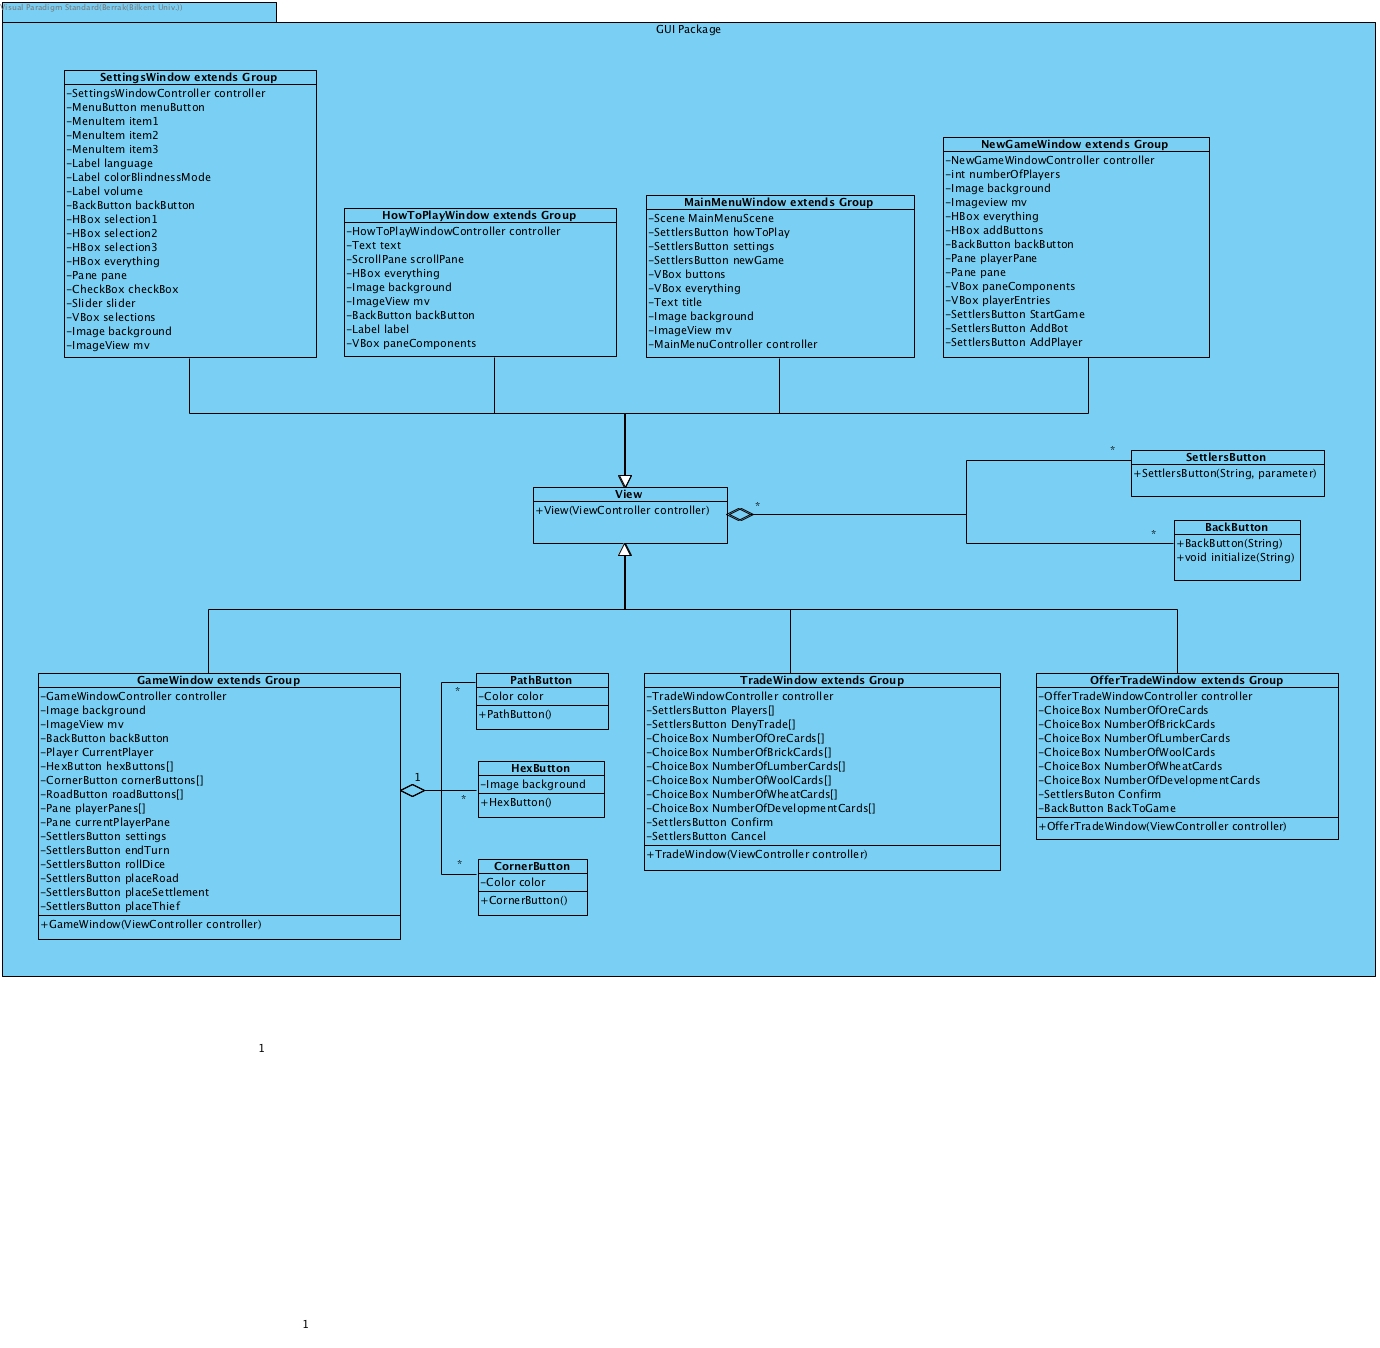 Visual Paradigm Standard(Berrak(Bilkent Univ.))
GUI Package
SettingsWindow extends Group
-SettingsWindowController controller
-MenuButton menuButton
-MenuItem item1
-MenuItem item2
-MenuItem item3
-Label language
-Label colorBlindnessMode
-Label volume
-BackButton backButton
-HBox selection1
-HBox selection2
-HBox selection3
-HBox everything
-Pane pane
-CheckBox checkBox
-Slider slider
-VBox selections
-Image background
-ImageView mv
HowToPlayWindow extends Group
-HowToPlayWindowController controller
-Text text
-ScrollPane scrollPane
-HBox everything
-Image background
-ImageView mv
-BackButton backButton
-Label label
-VBox paneComponents
MainMenuWindow extends Group
-Scene MainMenuScene
-SettlersButton howToPlay
-SettlersButton settings
-SettlersButton newGame
-VBox buttons
-VBox everything
-Text title
-Image background
-ImageView mv
-MainMenuController controller
NewGameWindow extends Group
-NewGameWindowController controller
-int numberOfPlayers
-Image background
-Imageview mv
-HBox everything
-HBox addButtons
-BackButton backButton
-Pane playerPane
-Pane pane
-VBox paneComponents
-VBox playerEntries
-SettlersButton StartGame
-SettlersButton AddBot
-SettlersButton AddPlayer
View
+View(ViewController controller)
*
*
SettlersButton
+SettlersButton(String, parameter)
*
BackButton
+BackButton(String)
+void initialize(String)
GameWindow extends Group
-GameWindowController controller
-Image background
-ImageView mv
-BackButton backButton
-Player CurrentPlayer
-HexButton hexButtons[]
-CornerButton cornerButtons[]
-RoadButton roadButtons[]
-Pane playerPanes[]
-Pane currentPlayerPane
-SettlersButton settings
-SettlersButton endTurn
-SettlersButton rollDice
-SettlersButton placeRoad
-SettlersButton placeSettlement
-SettlersButton placeThief
+GameWindow(ViewController controller)
1
*
PathButton
-Color color
+PathButton()
*
HexButton
-Image background
+HexButton()
*
CornerButton
-Color color
+CornerButton()
TradeWindow extends Group
-TradeWindowController controller
-SettlersButton Players[]
-SettlersButton DenyTrade[]
-ChoiceBox NumberOfOreCards[]
-ChoiceBox NumberOfBrickCards[]
-ChoiceBox NumberOfLumberCards[]
-ChoiceBox NumberOfWoolCards[]
-ChoiceBox NumberOfWheatCards[]
-ChoiceBox NumberOfDevelopmentCards[]
-SettlersButton Confirm
-SettlersButton Cancel
+TradeWindow(ViewController controller)
OfferTradeWindow extends Group
-OfferTradeWindowController controller
-ChoiceBox NumberOfOreCards
-ChoiceBox NumberOfBrickCards
-ChoiceBox NumberOfLumberCards
-ChoiceBox NumberOfWoolCards
-ChoiceBox NumberOfWheatCards
-ChoiceBox NumberOfDevelopmentCards
-SettlersButon Confirm
-BackButton BackToGame
+OfferTradeWindow(ViewController controller)
1
1